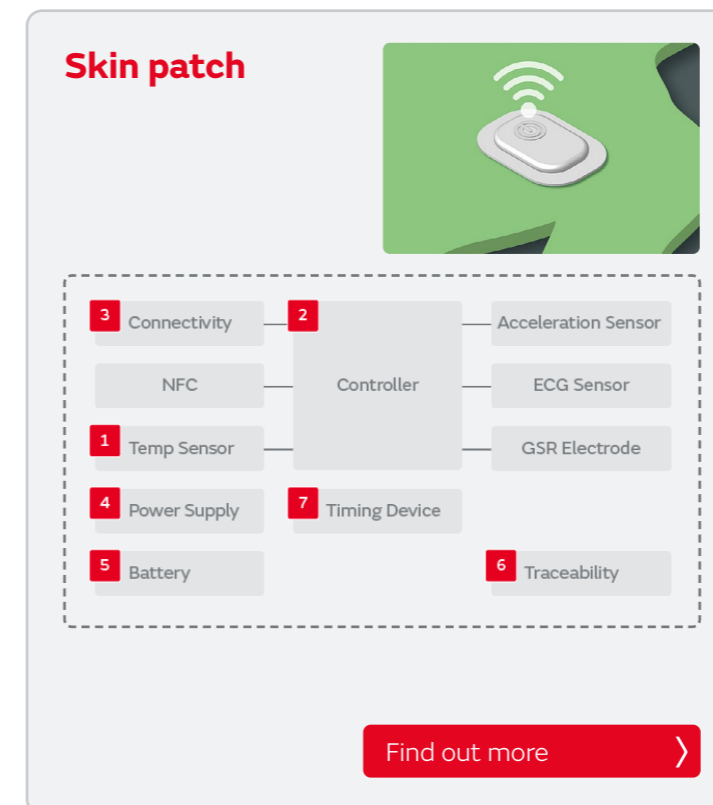 Skin patch
3 Connectivity
2
Acceleration Sensor
NFC
Controller
ECG Sensor
1 Temp Sensor
GSR Electrode
4 Power Supply
7 Timing Device
5 Battery
6 Traceability
Find out more